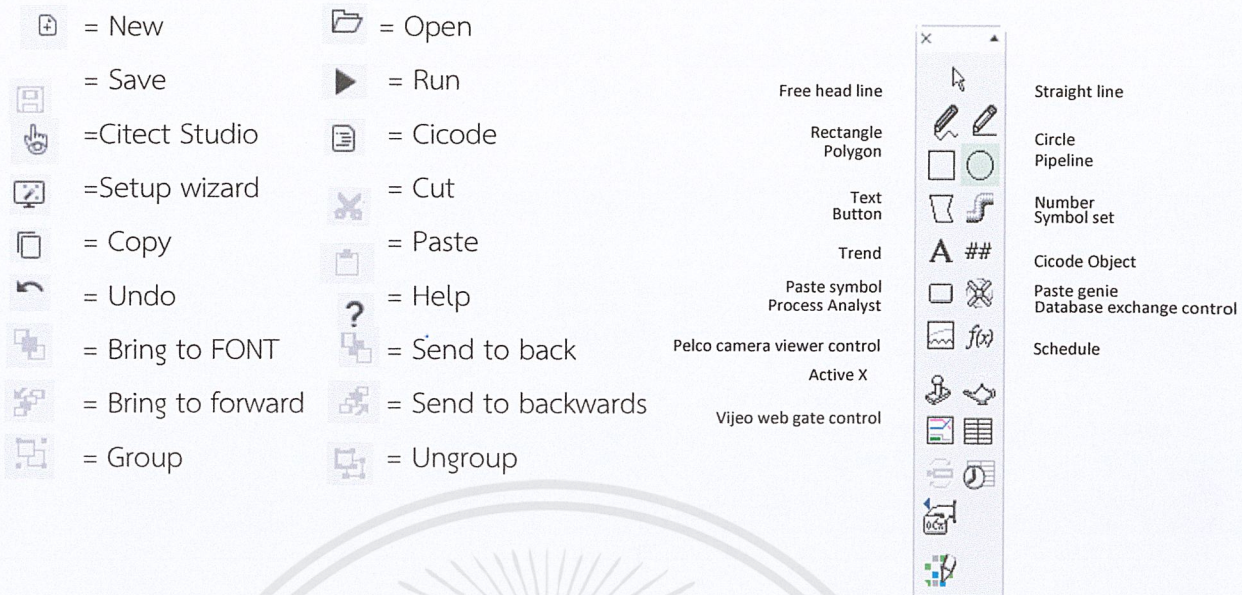 = New
= Open
= Save
= Run
=Citect Studio
= Cicode
=Setup wizard
= Cut
= Copy
= Paste
= Undo
? = Help
= Bring to FONT
= Send to back
= Bring to forward
= Send to backwards
= Group
= Ungroup
Free head line
Rectangle
Polygon
Text
Button
Trend
Paste symbol
Process Analyst
Pelco camera viewer control
Active X
Vijeo web gate control
A ##
f(x)
Straight line
Circle
Pipeline
Number
Symbol set
Cicode Object
Paste genie
Database exchange control
Schedule